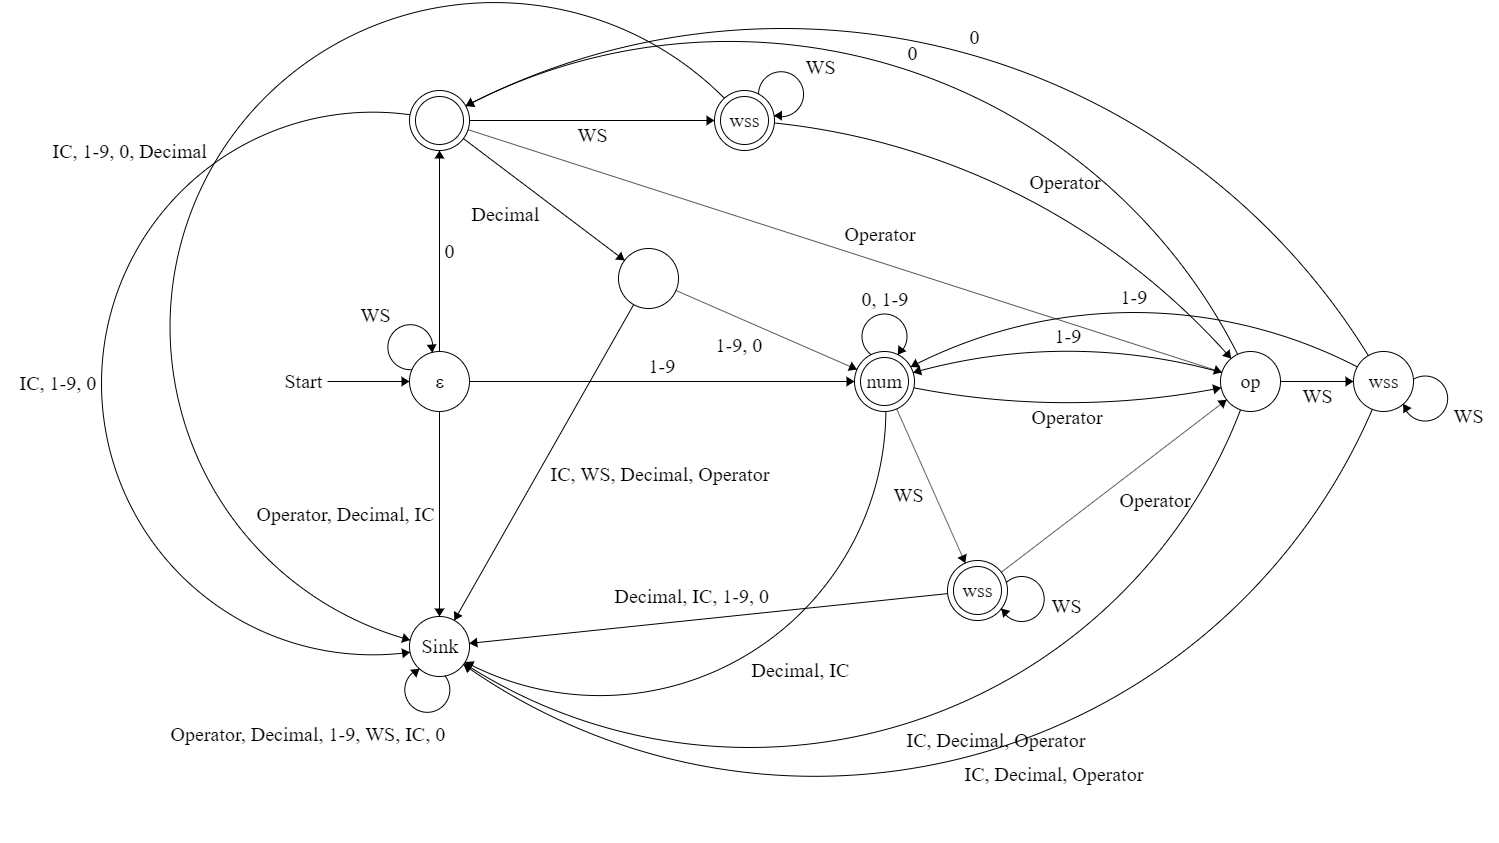 0
0
WS
wss
WS
IC, 1-9, 0, Decimal
Operator
Decimal
Operator
0
1-9
0, 1-9
WS
1-9
1-9, 0
1-9
Start
ε
num
op
wss
IC, 1-9, 0
WS
WS
Operator
IC, WS, Decimal, Operator
WS
Operator
Operator, Decimal, IC
wss
Decimal, IC, 1-9, 0
WS
Sink
Decimal, IC
Operator, Decimal, 1-9, WS, IC, 0
IC, Decimal, Operator
IC, Decimal, Operator